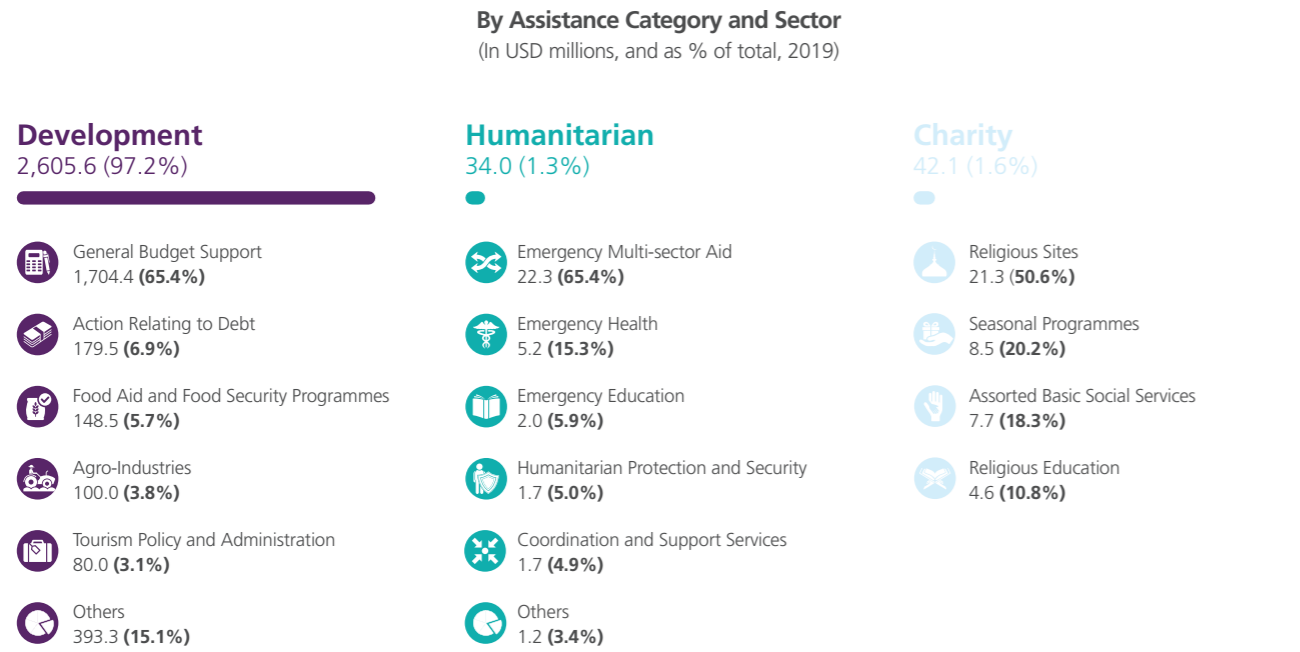 By Assistance Category and Sector
(In USD millions, and as % of total, 2019)
Development
2,605.6 (97.2%)
General Budget Support
1,704.4 (65.4%)
Action Relating to Debt
179.5 (6.9%)
Food Aid and Food Security Programmes
148.5 (5.7%)
Agro-Industries
100.0 (3.8%)
Tourism Policy and Administration
80.0 (3.1%)
Others
393.3 (15.1%)
Humanitarian
34.0 (1.3%)
Emergency Multi-sector Aid
22.3 (65.4%)
Emergency Health
5.2 (15.3%)
Emergency Education
2.0 (5.9%)
Humanitarian Protection and Security
1.7 (5.0%)
Coordination and Support Services
1.7 (4.9%)
Others
1.2 (3.4%)
Charity
42.1 (1.6%)
Religious Sites
21.3 (50.6%)
Seasonal Programmes
8.5 (20.2%)
Assorted Basic Social Services
7.7 (18.3%)
Religious Education
4.6 (10.8%)